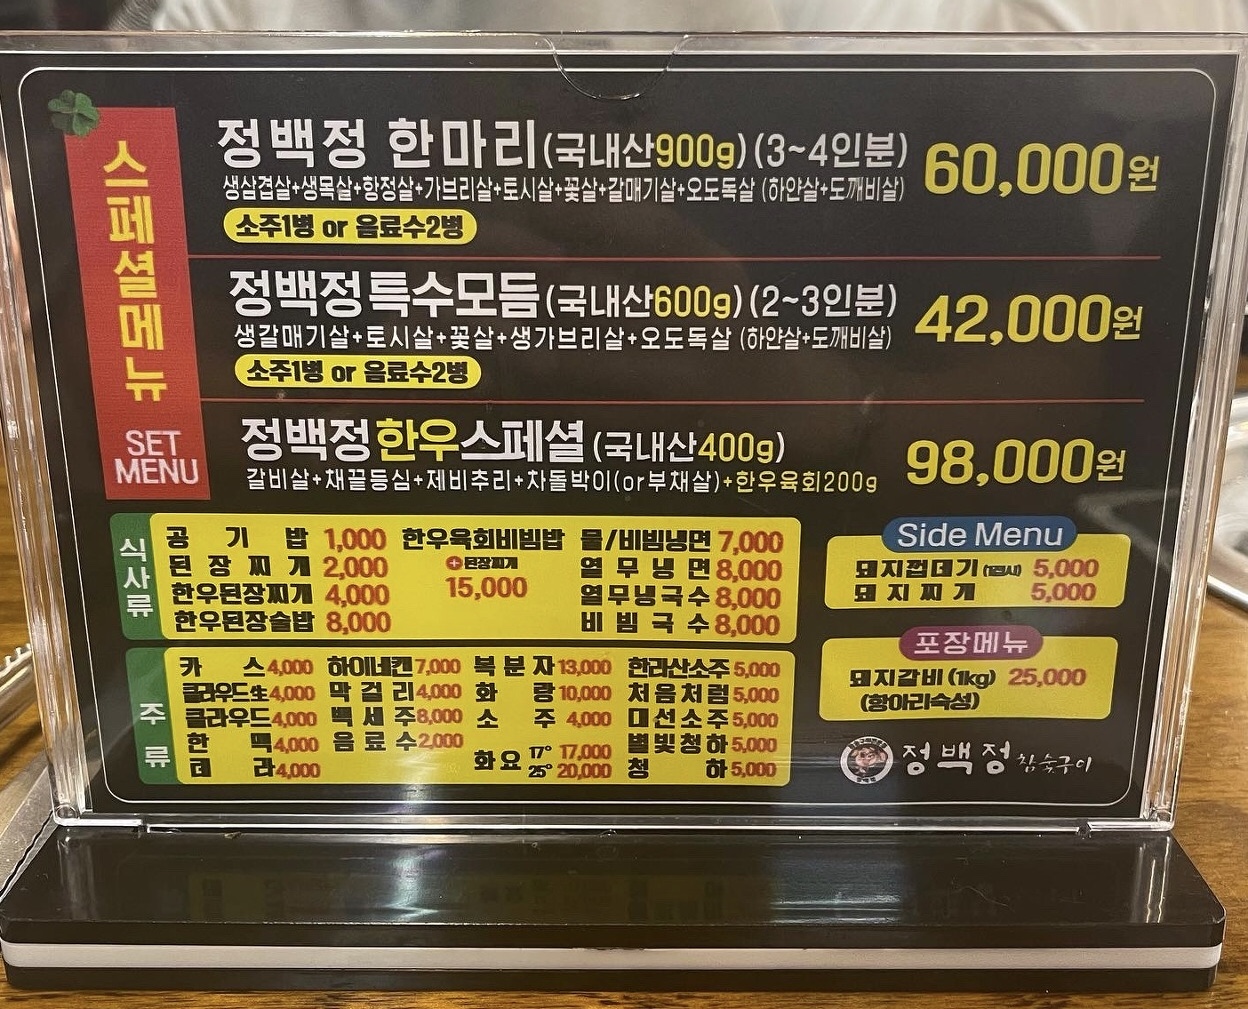 스페셜메뉴
SET
MENU
정백정 한마리(국내산900g) (3~4인분) 60,000원
생삼겹살+생목살+항정살+가브리살+토시살+꽃살+갈매기살+오도독살 (하얀살+도깨비살)
소주1병 or 음료수2병
정백정특수모듬(국내산600g) (2~3인분) 42,000원
생갈매기살+토시살+꽃살+생가브리살+오도독살 (하얀살+도깨비살)
소주1병 or 음료수2병
정백정한우스페셜 (국내산400g) 98,000원
갈비살+채끝등심+제비추리+차돌박이(or부채살)+한우육회200g
식사류
공기밥 1,000
된장찌개 2,000
한우된장찌개 4,000
한우된장술밥 8,000
한우육회비빔밥
+된장찌개
15,000
물/비빔냉면 7,000
열무냉면 8,000
열무냉국수 8,000
비빔국수 8,000
주류
카스 4,000
클라우드生 4,000
클라우드 4,000
한맥 4,000
테라 4,000
하이네켄 7,000
막걸리 4,000
백세주 8,000
음료수 2,000
복분자 13,000
화랑 10,000
소주 4,000
화요 17° 17,000
25° 20,000
한라산소주 5,000
처음처럼 5,000
대선소주 5,000
별빛청하 5,000
청하 5,000
Side Menu
돼지껍데기 5,000
돼지찌개 5,000
포장메뉴
돼지갈비 (1kg) 25,000
(항아리숙성)
정백정 참숯구이